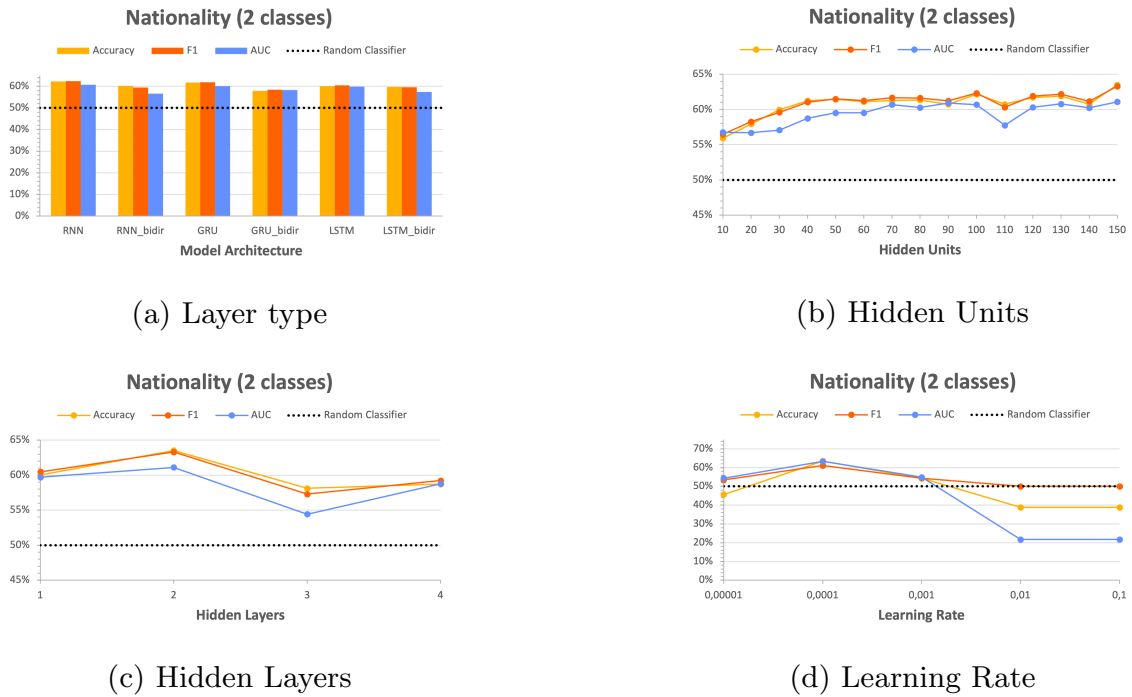 Nationality (2 classes)
Accuracy F1 AUC Random Classifier
60%
50%
40%
30%
20%
10%
0%
RNN RNN_bidir GRU GRU_bidir LSTM LSTM_bidir
Model Architecture
(a) Layer type
Nationality (2 classes)
Accuracy F1 AUC Random Classifier
65%
60%
55%
50%
45%
10 20 30 40 50 60 70 80 90 100 110 120 130 140 150
Hidden Units
(b) Hidden Units
Nationality (2 classes)
Accuracy F1 AUC Random Classifier
65%
60%
55%
50%
45%
1 2 3 4
Hidden Layers
(c) Hidden Layers
Nationality (2 classes)
Accuracy F1 AUC Random Classifier
70%
60%
50%
40%
30%
20%
10%
0%
0,00001 0,0001 0,001 0,01 0,1
Learning Rate
(d) Learning Rate